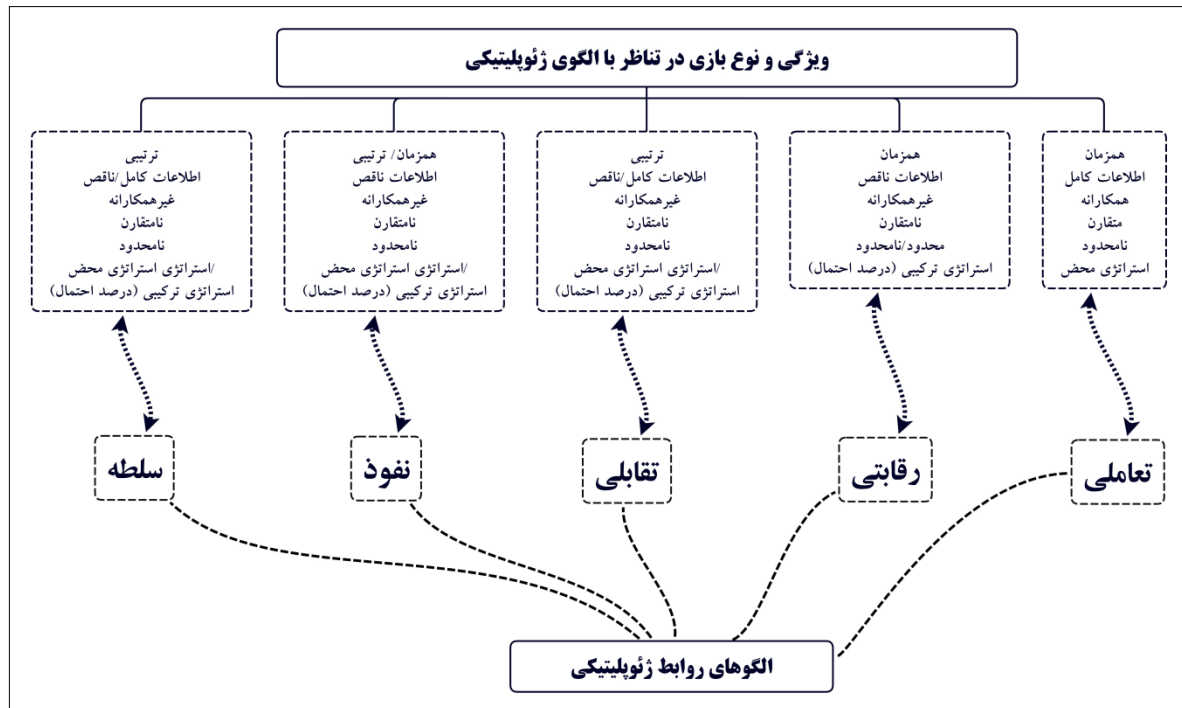 ویژگی و نوع بازی در تناظر با الگوی ژئوپلیتیکی
همزمان
اطلاعات کامل
همکارانه
متقارن
نامحدود
استراتژی محض
همزمان
اطلاعات ناقص
غیرهمکارانه
نامتقارن
محدود/نامحدود
استراتژی ترکیبی (درصد احتمال)
ترتیبی
اطلاعات کامل/ناقص
غیرهمکارانه
نامتقارن
نامحدود
/استراتژی استراتژی محض
استراتژی ترکیبی (درصد احتمال)
همزمان/ ترتیبی
اطلاعات ناقص
غیرهمکارانه
نامتقارن
نامحدود
/استراتژی استراتژی محض
استراتژی ترکیبی (درصد احتمال)
ترتیبی
اطلاعات کامل/ناقص
غیرهمکارانه
نامتقارن
نامحدود
/استراتژی استراتژی محض
استراتژی ترکیبی (درصد احتمال)
تعاملی
رقابتی
تقابلی
نفوذ
سلطه
الگوهای روابط ژئوپلیتیکی